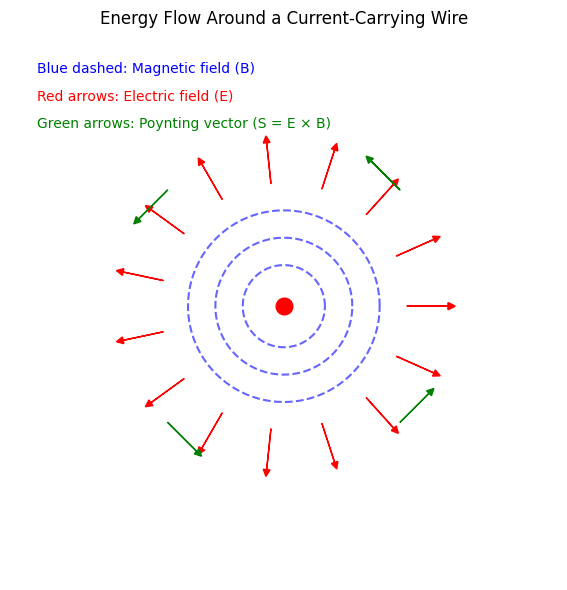 Energy Flow Around a Current-Carrying Wire
Blue dashed: Magnetic field (B)
Red arrows: Electric field (E)
Green arrows: Poynting vector (S = E × B)